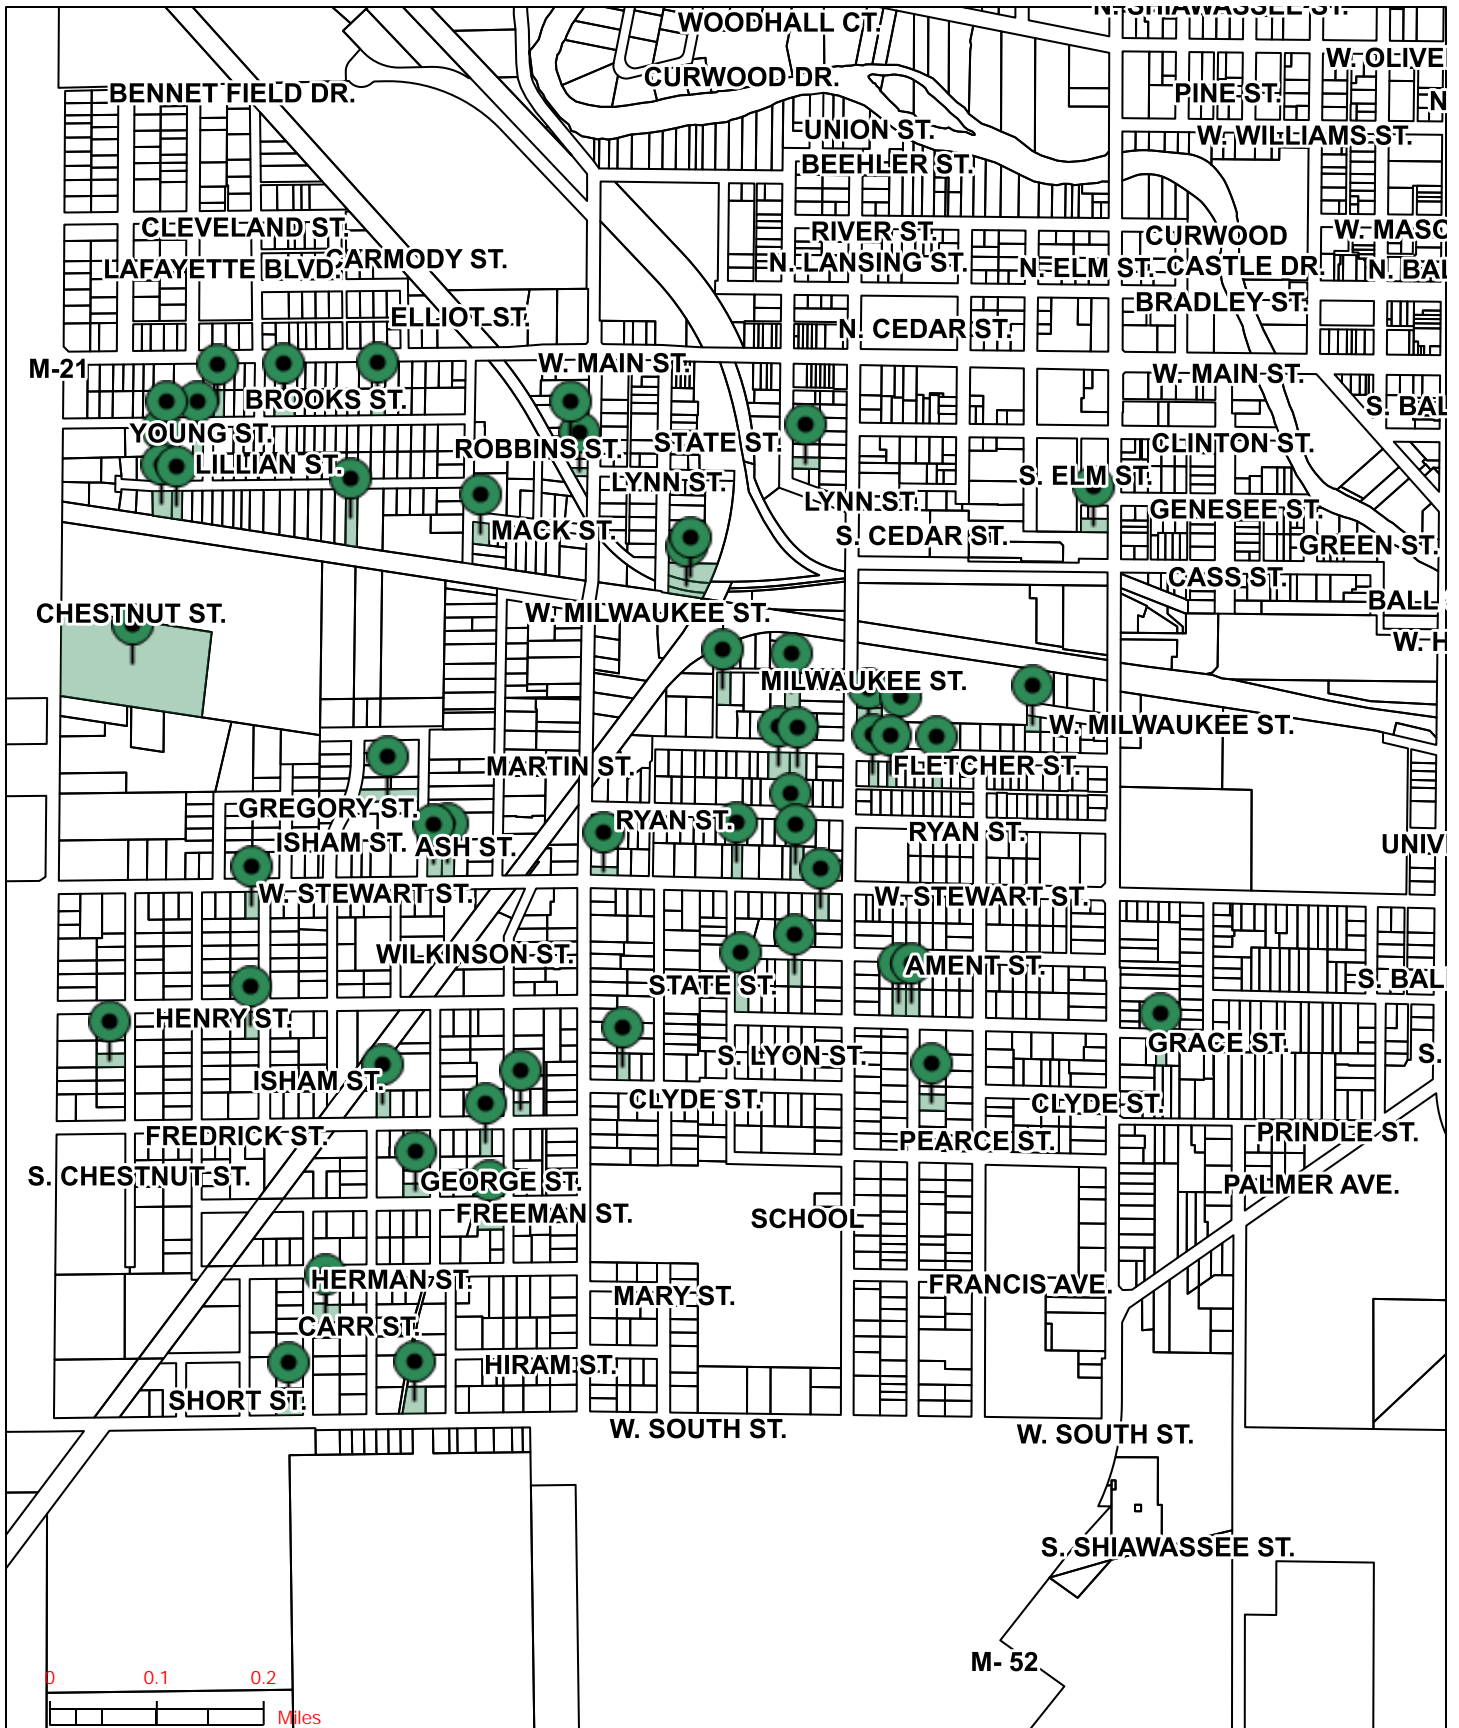 N. SHIAWASSEE ST.
WOODHALL CT.
W. OLIVE
CURWOOD DR.
BENNET FIELD DR.
PINE ST.
N
UNION ST.
W. WILLIAMS ST.
BEEHLER ST.
CLEVELAND ST.
RIVER ST.
CURWOOD
CASTLE DR.
W. MASO
CARMODY ST.
LAFAYETTE BLVD.
N. LANSING ST.
N. ELM ST.
N. BAL
BRADLEY ST.
ELLIOT ST.
N. CEDAR ST.
M-21
W. MAIN ST.
W. MAIN ST.
BROOKS ST.
S. BAL
YOUNG ST.
ROBBINS ST.
STATE ST.
CLINTON ST.
LILLIAN ST.
LYNN ST.
S. ELM ST.
LYNN ST.
GENESEE ST.
MACK ST.
S. CEDAR ST.
GREEN ST.
CASS ST.
BALL
CHESTNUT ST.
W. MILWAUKEE ST.
W. H
MILWAUKEE ST.
W. MILWAUKEE ST.
MARTIN ST.
FLETCHER ST.
GREGORY ST.
RYAN ST.
RYAN ST.
ISHAM ST.
ASH ST.
UNIV
W. STEWART ST.
W. STEWART ST.
WILKINSON ST.
AMENT ST.
STATE ST.
S. BAL
HENRY ST.
GRACE ST.
S. LYON ST.
S.
ISHAM ST.
CLYDE ST.
CLYDE ST.
FREDRICK ST.
PEARCE ST.
PRINDLE ST.
S. CHESTNUT ST.
GEORGE ST.
PALMER AVE.
FREEMAN ST.
SCHOOL
HERMAN ST.
MARY ST.
FRANCIS AVE.
CARR ST.
HIRAM ST.
SHORT ST.
W. SOUTH ST.
W. SOUTH ST.
S. SHIAWASSEE ST.
M- 52
0 0.1 0.2
Miles